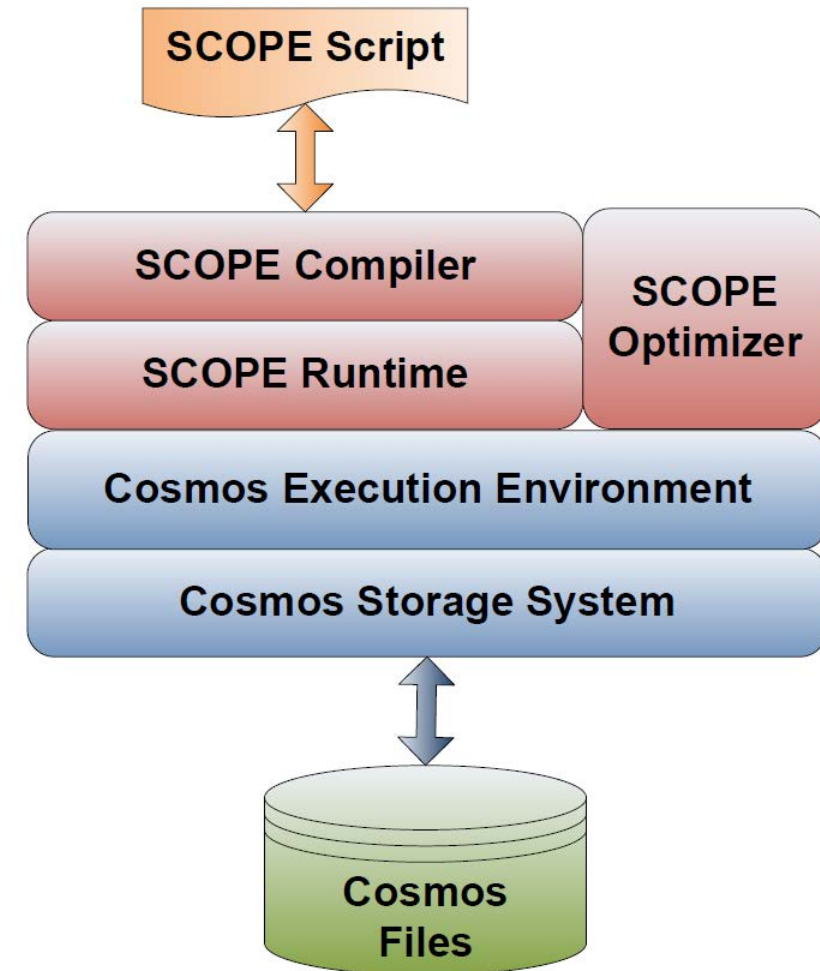 SCOPE Script
SCOPE Compiler
SCOPE
Optimizer
SCOPE Runtime
Cosmos Execution Environment
Cosmos Storage System
Cosmos
Files